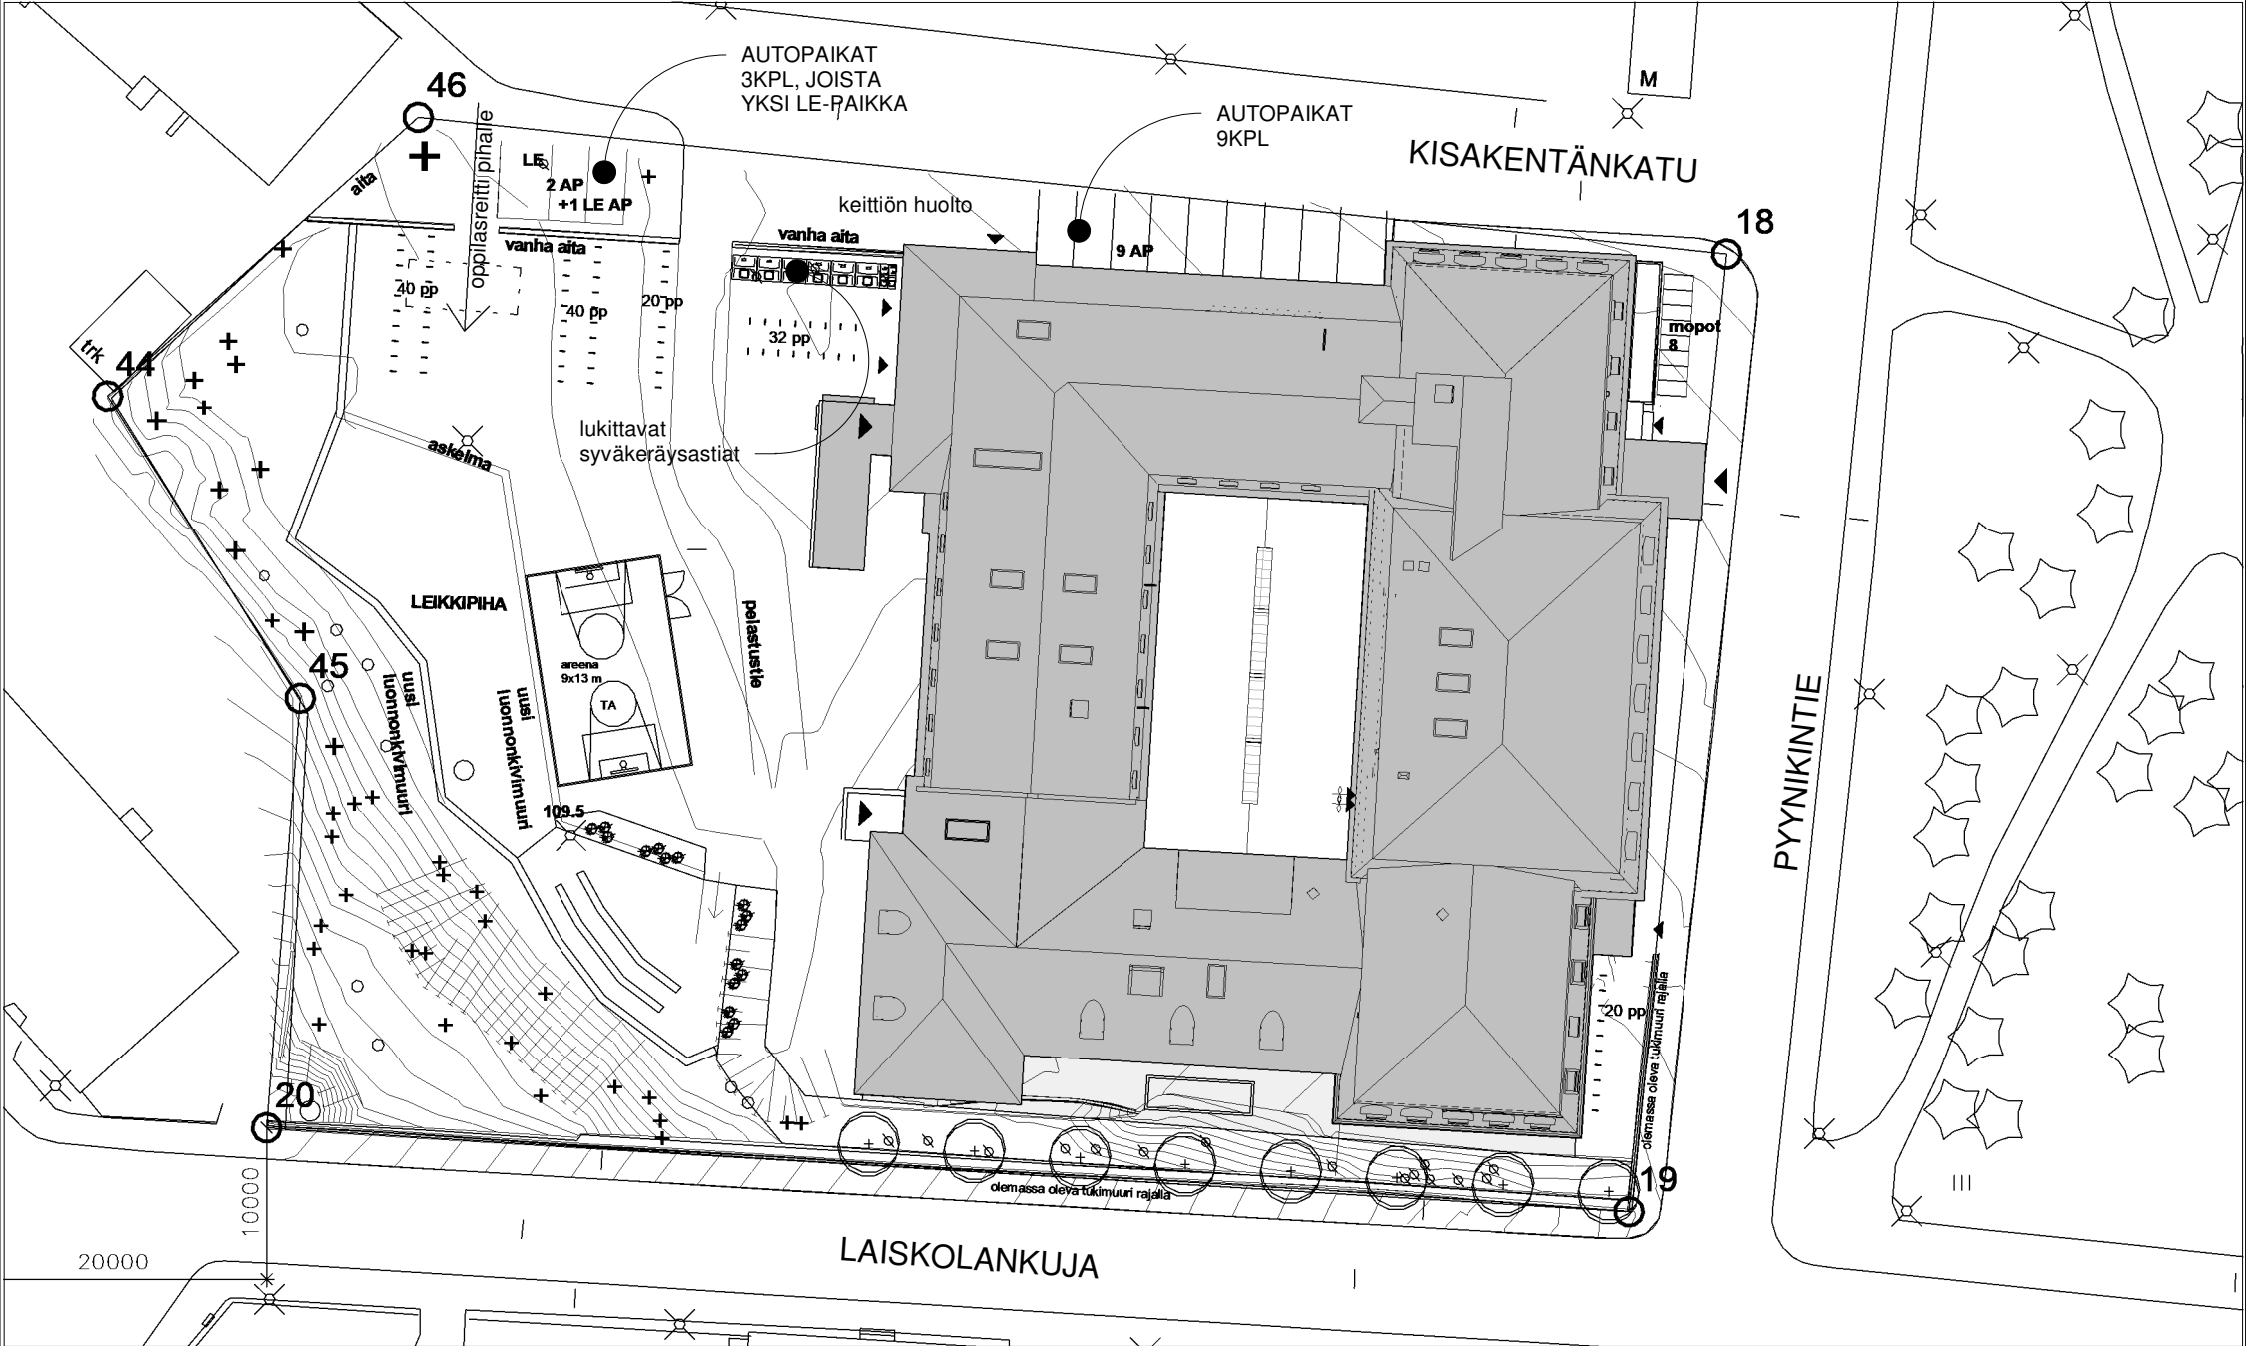 AUTOPAIKAT
3KPL, JOISTA
YKSI LE-PAIKKA
46
AUTOPAIKAT
9KPL
M
KISAKENTÄNKATU
oppilasreitti pihalle
LE
2 AP
+1 LE AP
aita
keittiön huolto
18
vanha aita
vanha aita
9 AP
40 pp
40 pp
20 pp
32 pp
mopot
8
trk
44
lukittavat
syväkeräysastiat
askelma
LEIKKIPIHA
pelastustie
areena
9x13 m
TA
45
uusi
luonnonkivimuuri
uusi
luonnonkivimuuri
PYYNIKINTIE
109.5
20 pp
olemassa oleva tukimuuri rajalla
20
olemassa oleva tukimuuri rajalla
19
III
10000
20000
LAISKOLANKUJA